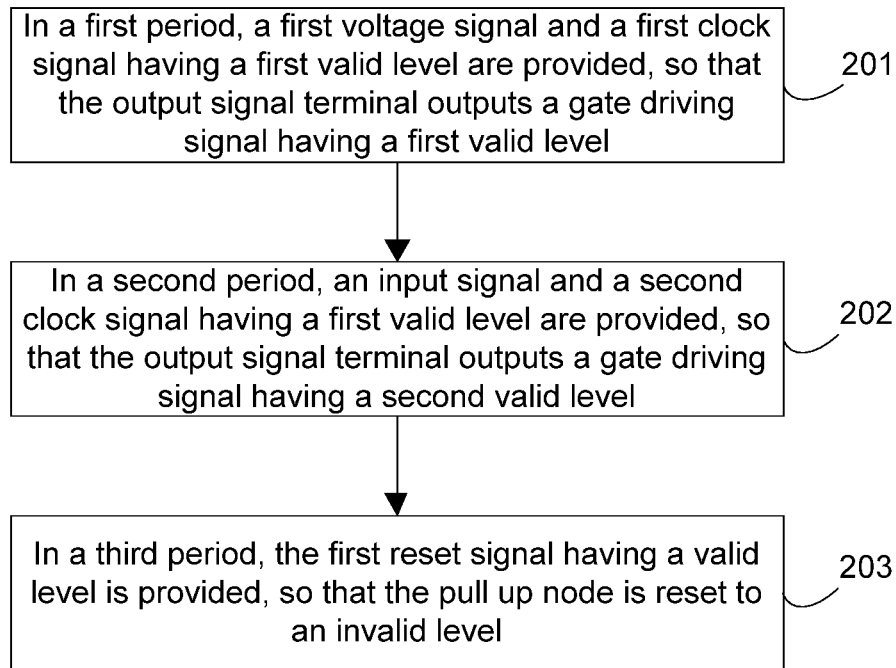 In a first period, a first voltage signal and a first clock
signal having a first valid level are provided, so that
the output signal terminal outputs a gate driving
signal having a first valid level
201
In a second period, an input signal and a second
clock signal having a first valid level are provided, so
that the output signal terminal outputs a gate driving
signal having a second valid level
202
In a third period, the first reset signal having a valid
level is provided, so that the pull up node is reset to
an invalid level
203